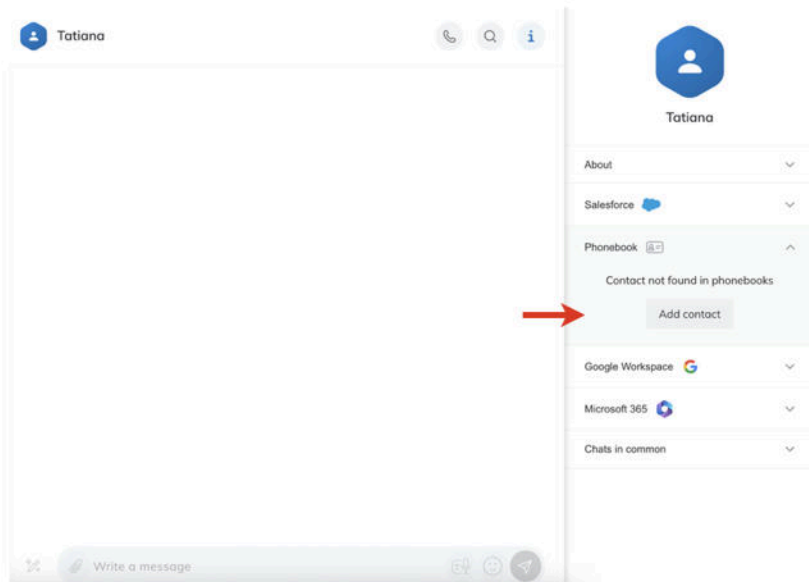 Tatiana
Tatiana
About
Salesforce
Phonebook
Contact not found in phonebooks
Add contact
Google Workspace
Microsoft 365
Chats in common
Write a message